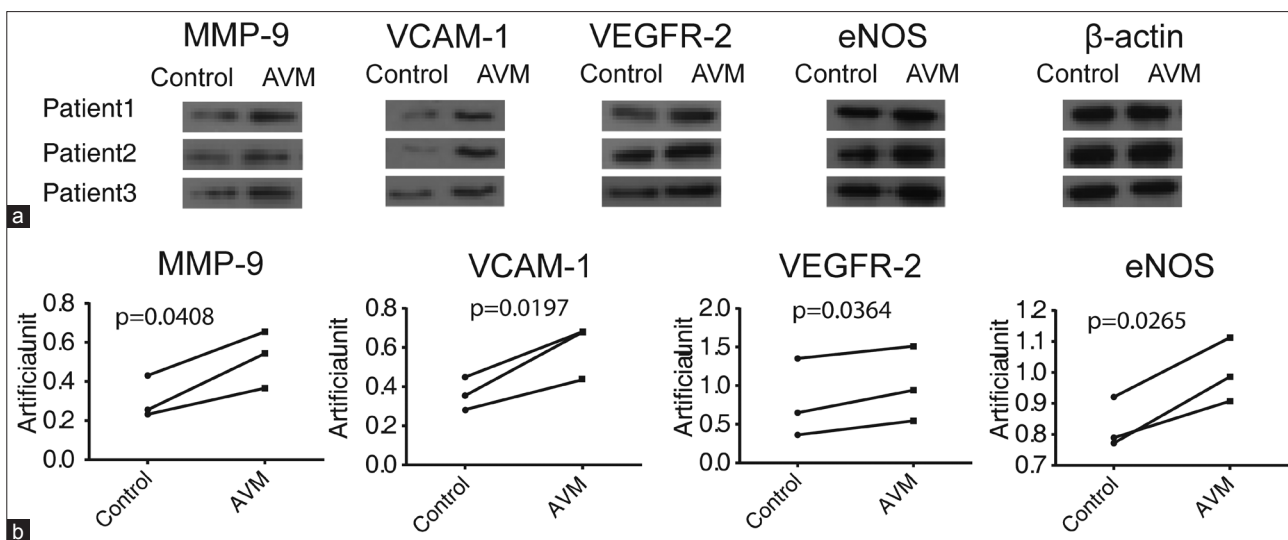 MMP-9 VCAM-1 VEGFR-2 eNOS β-actin
Control AVM Control AVM Control AVM Control AVM Control AVM
Patient1
Patient2
Patient3
a
MMP-9 VCAM-1 VEGFR-2 eNOS
p=0.0408 p=0.0197 p=0.0364 p=0.0265
Artificialunit
0.8
0.6
0.4
0.2
0.0
Control AVM
Artificialunit
0.8
0.6
0.4
0.2
0.0
Control AVM
Artificialunit
2.0
1.5
1.0
0.5
0.0
Control AVM
Artificialunit
1.2
1.1
1.0
0.9
0.8
0.7
Control AVM
b